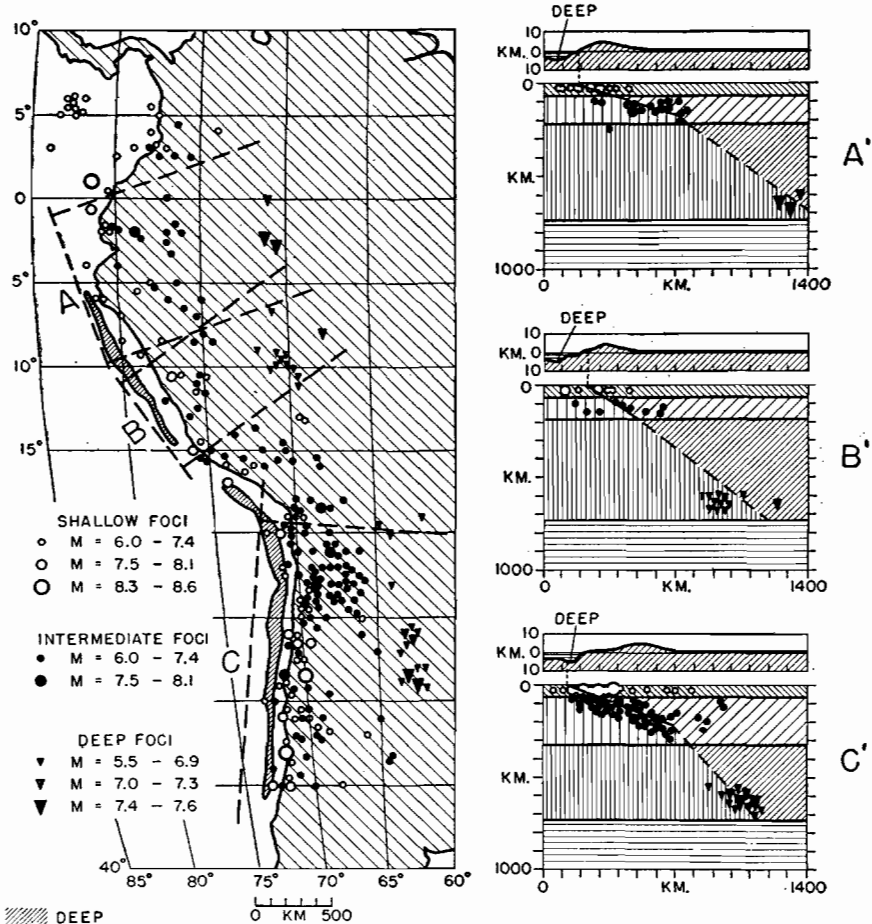 10°
5°
0
5°
10°
15°
40°
85°
80°
75°
70°
65°
60°
A
B
C
SHALLOW FOCI
M = 6.0 - 7.4
M = 7.5 - 8.1
M = 8.3 - 8.6
INTERMEDIATE FOCI
M = 6.0 - 7.4
M = 7.5 - 8.1
DEEP FOCI
M = 5.5 - 6.9
M = 7.0 - 7.3
M = 7.4 - 7.6
0 KM 500
DEEP
DEEP
10
KM. 0
10
0
KM.
1000
0 KM. 1400
A'
DEEP
10
KM. 0
10
0
KM.
1000
0 KM. 1400
B'
DEEP
10
KM. 0
10
0
KM.
1000
0 KM. 1400
C'